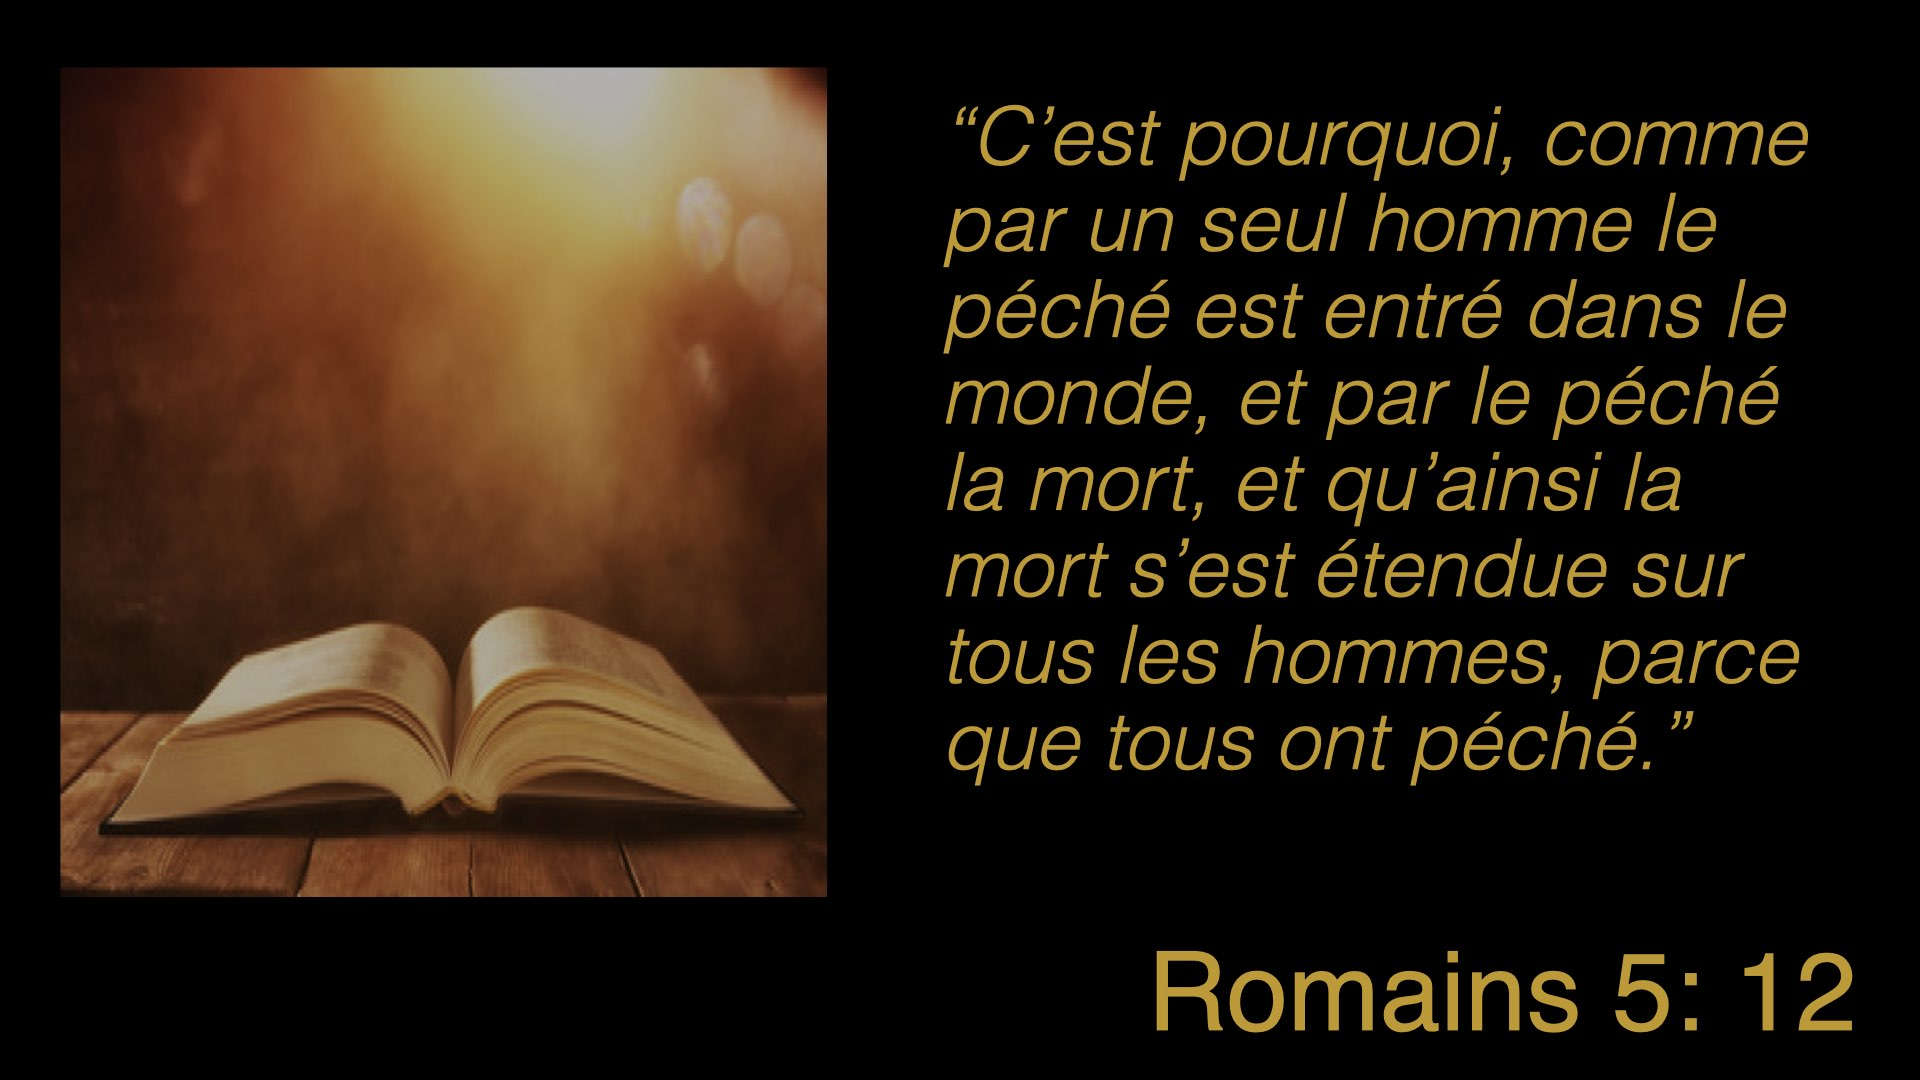 “C’est pourquoi, comme
par un seul homme le
péché est entré dans le
monde, et par le péché
la mort, et qu’ainsi la
mort s’est étendue sur
tous les hommes, parce
que tous ont péché.”
Romains 5: 12